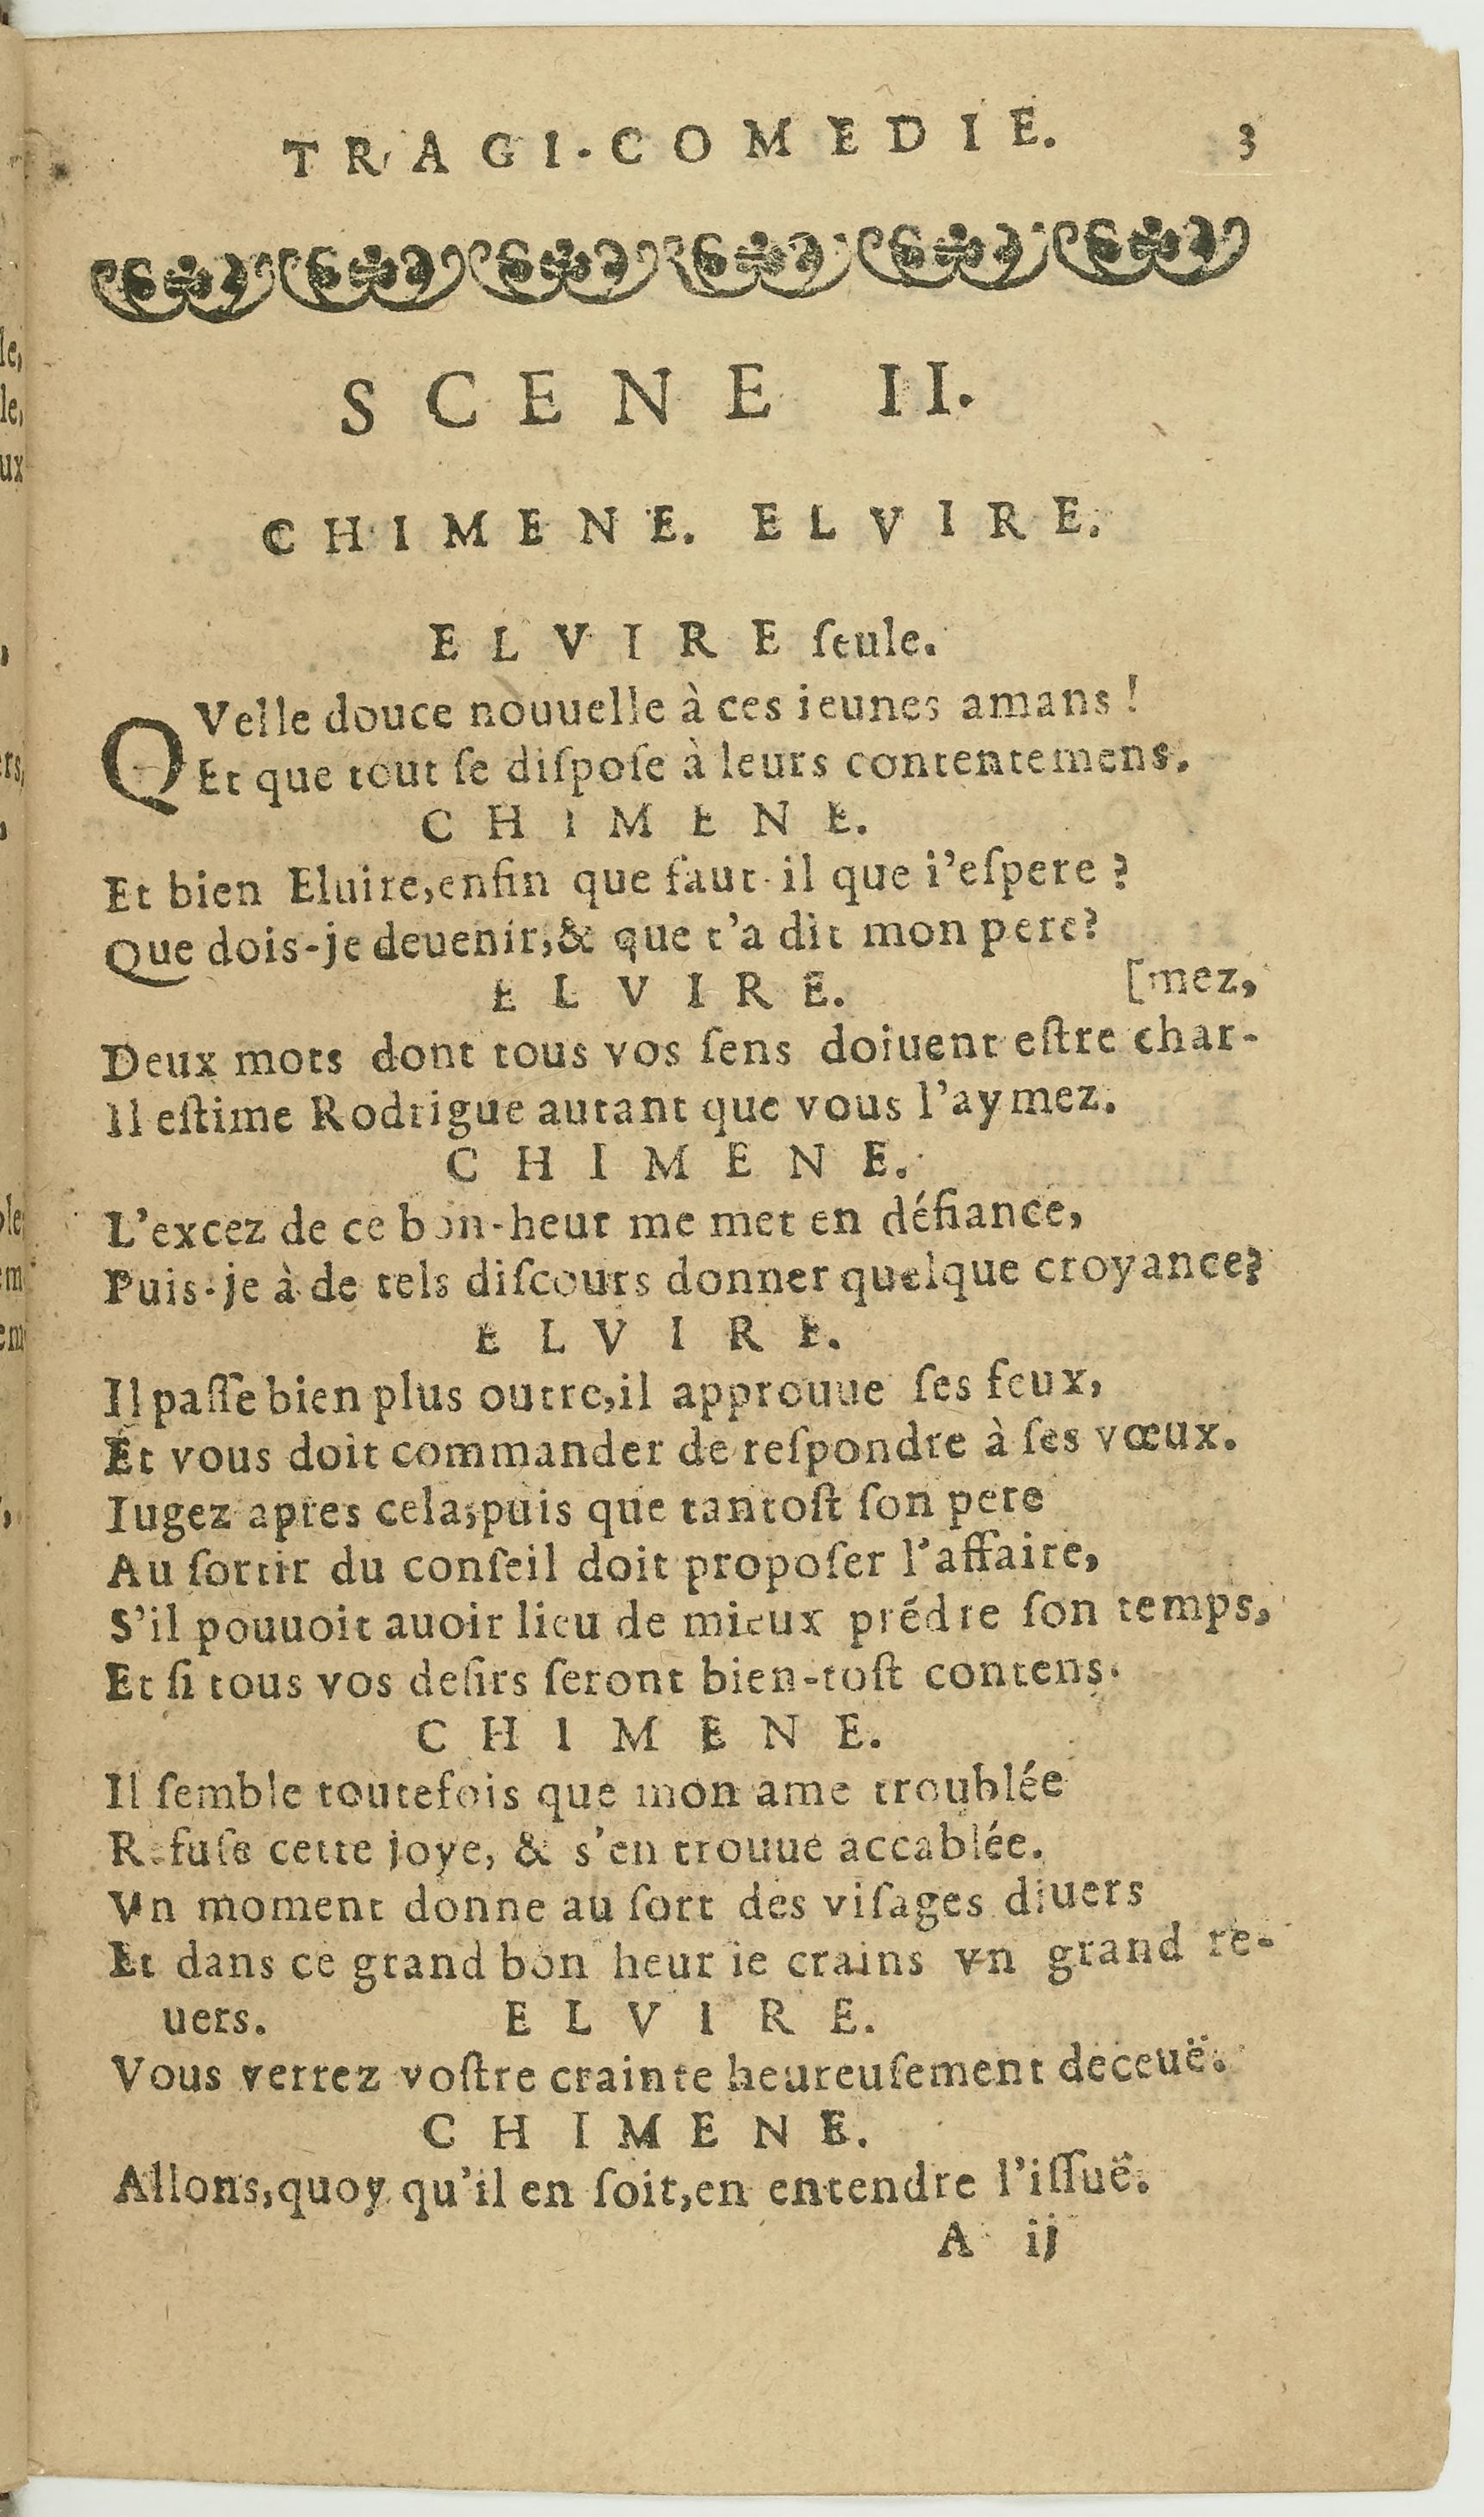 TRAGI-COMEDIE. 3
SCENE II.
CHIMENE. ELVIRE.
ELVIRE ſeule.
QVelle douce nouuelle à ces ieunes amans !
Et que tout ſe diſpoſe à leurs contentemens.
CHIMENE.
Et bien Eluire,enfin que faut-il que i'eſpere ?
Que dois-je deuenir,& que t'a dit mon pere?
ELVIRE. [mez,
Deux mots dont tous vos ſens doiuent eſtre char-
Il eſtime Rodrigue autant que vous l'aymez.
CHIMENE.
L'excez de ce bon-heur me met en défiance,
Puis-je à de tels diſcours donner quelque croyance?
ELVIRE.
Il paſſe bien plus outre,il approuue ſes feux,
Et vous doit commander de reſpondre à ſes vœux.
Iugez apres cela,puis que tantoſt ſon pere
Au ſortir du conſeil doit propoſer l'affaire,
S'il pouuoit auoir lieu de mieux prédre ſon temps,
Et ſi tous vos deſirs ſeront bien-toſt contens.
CHIMENE.
Il ſemble toutefois que mon ame troublée
Refuſe cette joye, & s'en trouue accablée.
Vn moment donne au ſort des viſages diuers
Et dans ce grand bon heur ie crains vn grand re-
uers. ELVIRE.
Vous verrez voſtre crainte heureuſement deceuë.
CHIMENE.
Allons,quoy qu'il en ſoit,en entendre l'iſſuë.
A ij